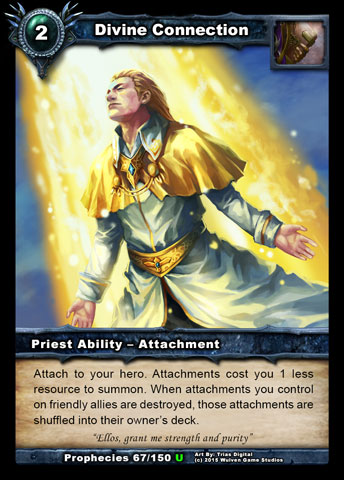 2
Divine Connection
Priest Ability – Attachment
Attach to your hero. Attachments cost you 1 less
resource to summon. When attachments you control
on friendly allies are destroyed, those attachments are
shuffled into their owner's deck.
"Ellos, grant me strength and purity"
Prophecies 67/150 U
Art By: Trias Digital
(c) 2015 Wulven Game Studios